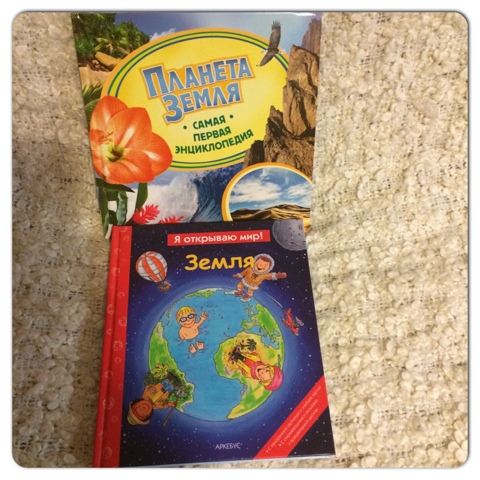 ПЛАНЕТА
ЗЕМЛЯ
• САМАЯ •
ПЕРВАЯ
ЭНЦИКЛОПЕДИЯ
Я открываю мир!
Земля
"АРКЕБУС"